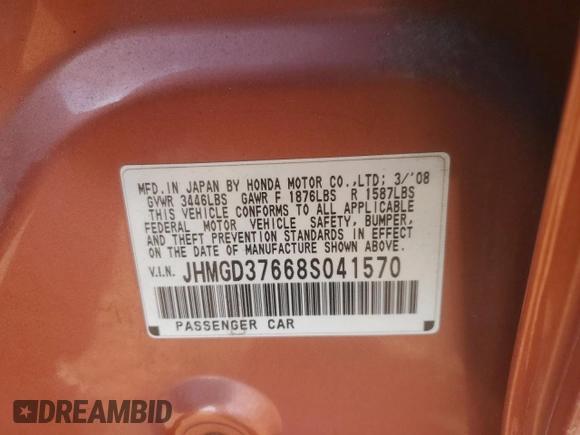 MFD.IN JAPAN BY HONDA MOTOR CO.,LTD; 3/'08
GVWR 3446LBS GAWR F 1876LBS R 1587LBS
THIS VEHICLE CONFORMS TO ALL APPLICABLE
FEDERAL MOTOR VEHICLE SAFETY, BUMPER,
AND THEFT PREVENTION STANDARDS IN EFFECT
ON THE DATE OF MANUFACTURE SHOWN ABOVE.
V.I.N. JHMGD37668S041570
PASSENGER CAR
DREAMBID